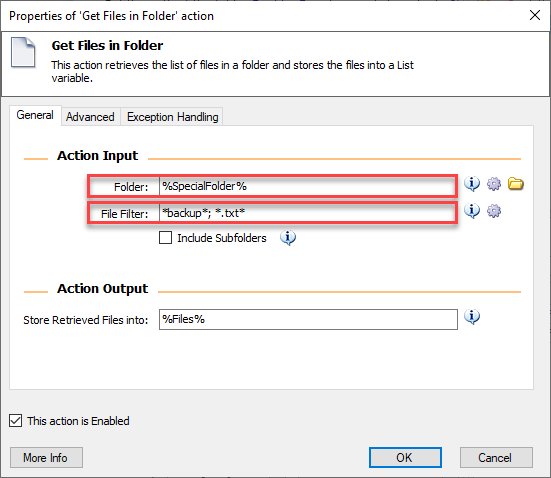 Properties of 'Get Files in Folder' action
Get Files in Folder
This action retrieves the list of files in a folder and stores the files into a List
variable.
General Advanced Exception Handling
Action Input
Folder: %SpecialFolder%
File Filter: *backup*; *.txt*
Include Subfolders
Action Output
Store Retrieved Files into: %Files%
This action is Enabled
More Info OK Cancel